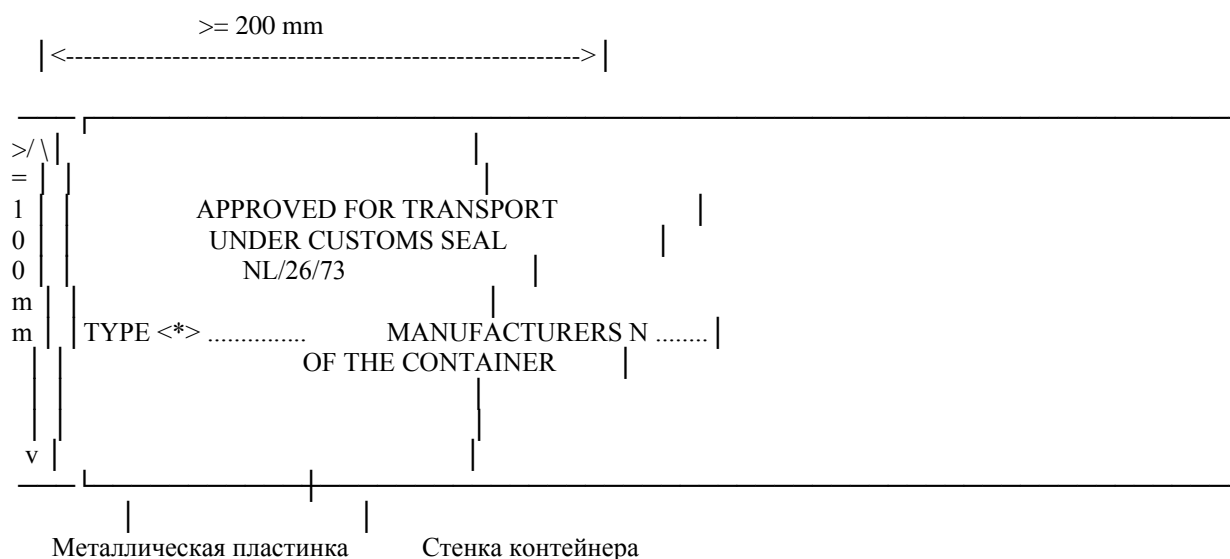 >= 200 mm
|<---------------------------------------------------------->|
>/ \|
= | |
1 | | APPROVED FOR TRANSPORT |
0 | | UNDER CUSTOMS SEAL |
0 | | NL/26/73 |
m | | |
m | | TYPE <*> ............... MANUFACTURERS N ........ |
| | OF THE CONTAINER |
v |
Металлическая пластинка Стенка контейнера